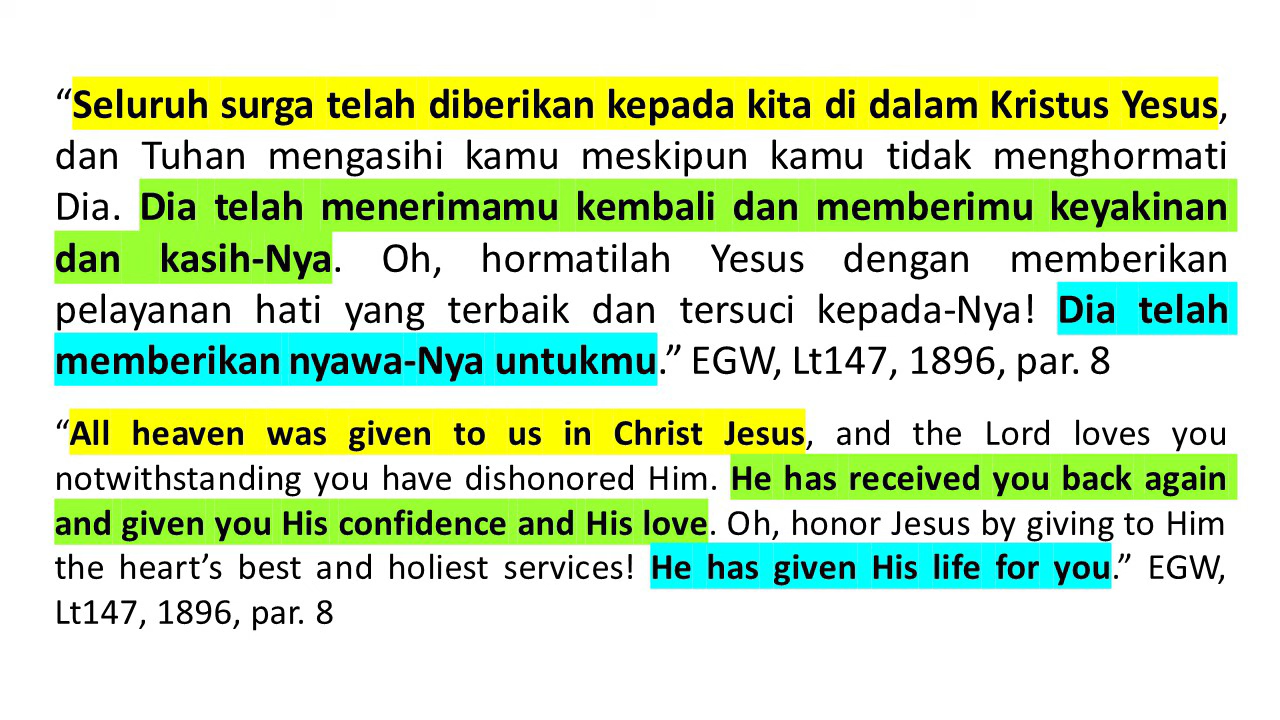 “Seluruh surga telah diberikan kepada kita di dalam Kristus Yesus,
dan Tuhan mengasihi kamu meskipun kamu tidak menghormati
Dia. Dia telah menerimamu kembali dan memberimu keyakinan
dan kasih-Nya. Oh, hormatilah Yesus dengan memberikan
pelayanan hati yang terbaik dan tersuci kepada-Nya! Dia telah
memberikan nyawa-Nya untukmu.” EGW, Lt147, 1896, par. 8
“All heaven was given to us in Christ Jesus, and the Lord loves you
notwithstanding you have dishonored Him. He has received you back again
and given you His confidence and His love. Oh, honor Jesus by giving to Him
the heart’s best and holiest services! He has given His life for you.” EGW,
Lt147, 1896, par. 8